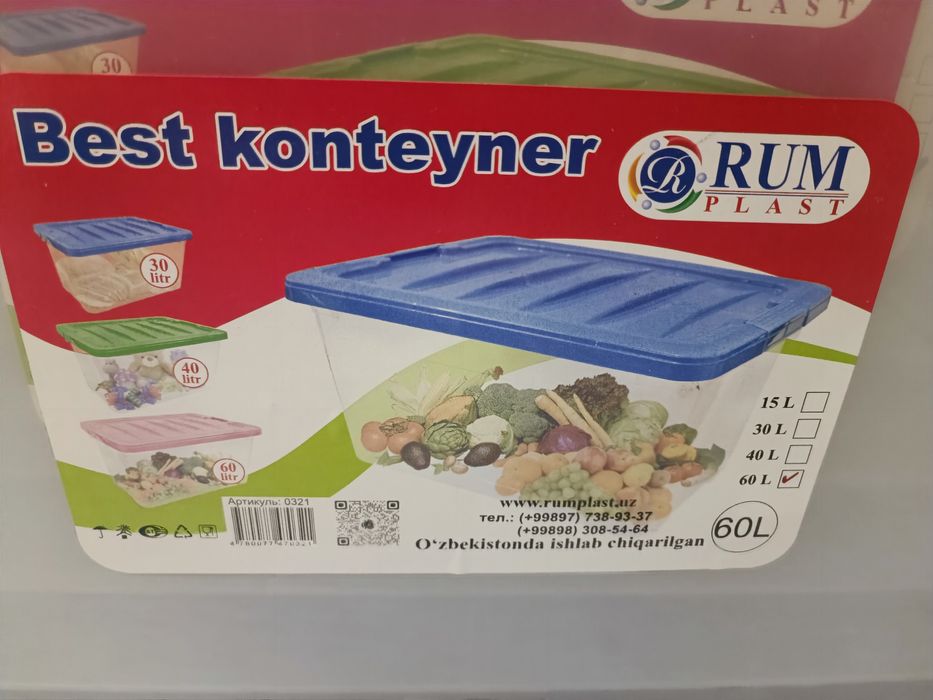 PLAST
30
Best konteyner
RUM
PLAST
30
litr
40
litr
60
litr
15 L
30 L
40 L
60 L
Артикуль: 0321
www.rumplast.uz
тел.: (+99897) 738-93-37
(+99898) 308-54-64
O'zbekistonda ishlab chiqarilgan
60L